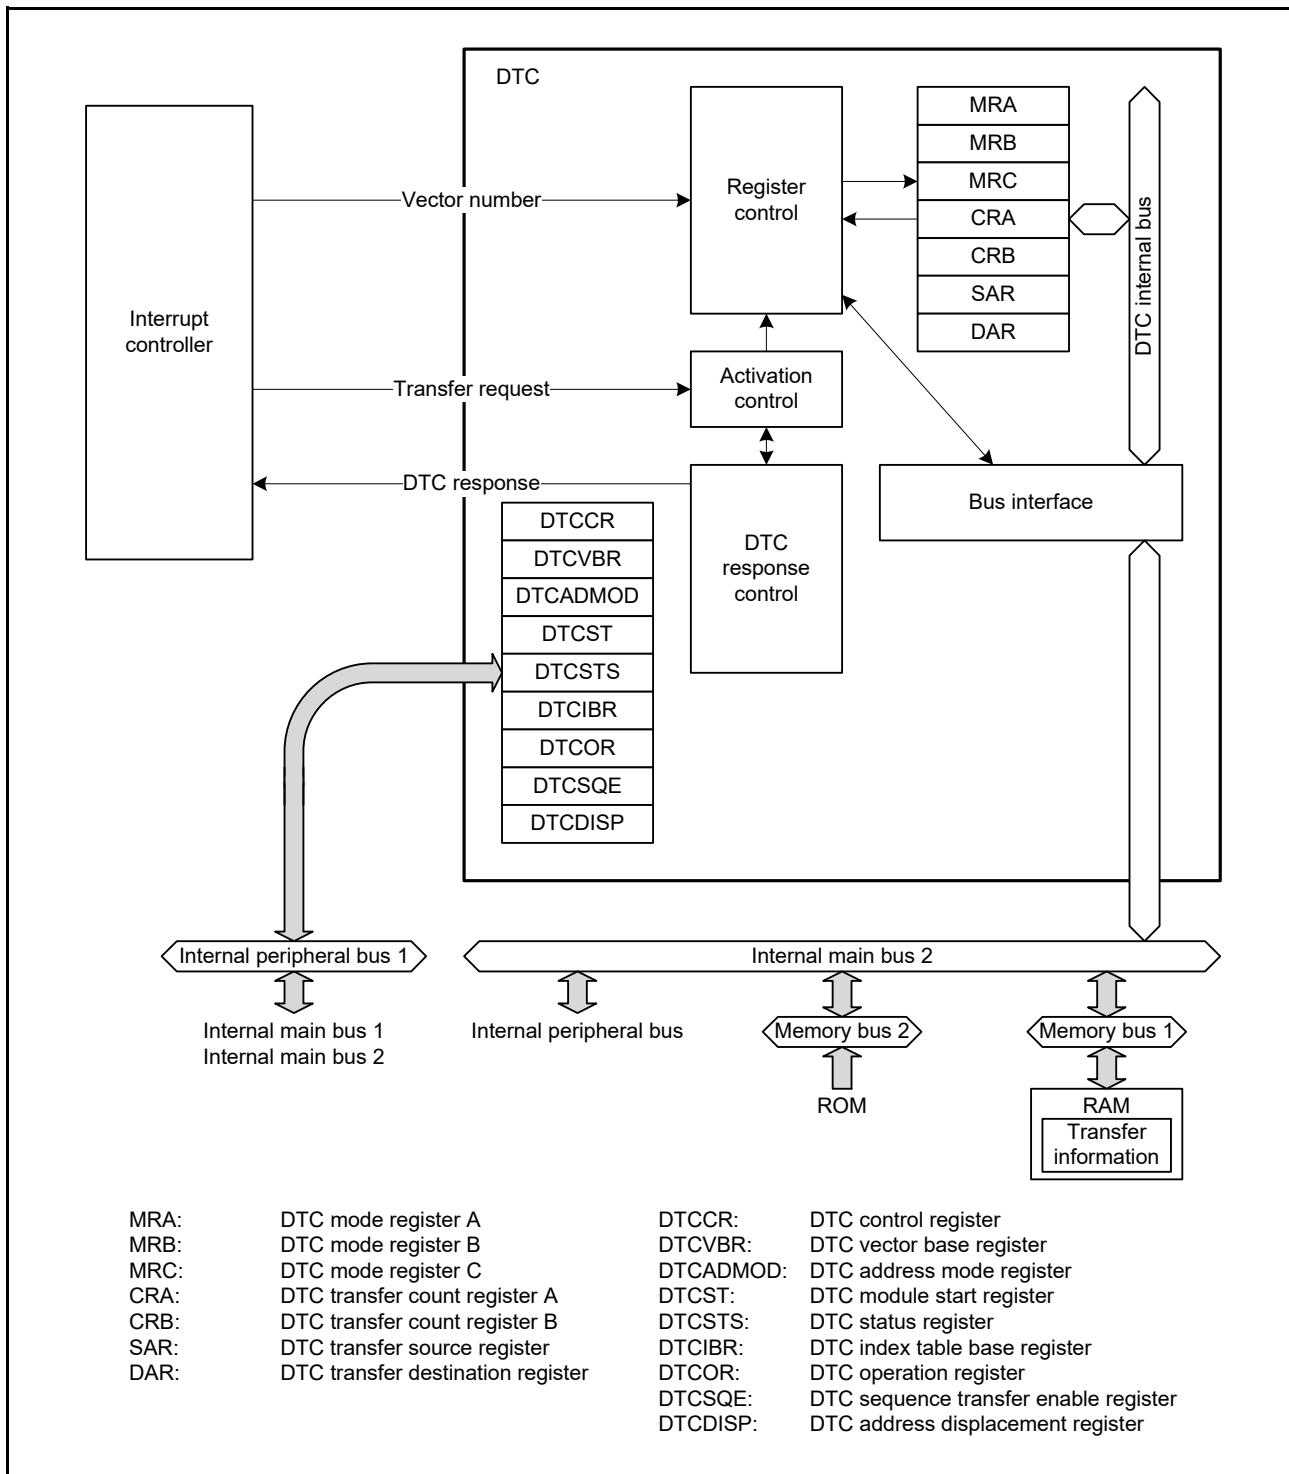 DTC
MRA
MRB
MRC
CRA
CRB
SAR
DAR
Register
control
Vector number
DTC internal bus
Interrupt
controller
Activation
control
Transfer request
DTC response
Bus interface
DTC
response
control
DTCCR
DTCVBR
DTCADMOD
DTCST
DTCSTS
DTCIBR
DTCOR
DTCSQE
DTCDISP
Internal peripheral bus 1
Internal main bus 2
Internal main bus 1
Internal main bus 2
Internal peripheral bus
Memory bus 2
Memory bus 1
ROM
RAM
Transfer
information
MRA: DTC mode register A
MRB: DTC mode register B
MRC: DTC mode register C
CRA: DTC transfer count register A
CRB: DTC transfer count register B
SAR: DTC transfer source register
DAR: DTC transfer destination register
DTCCR: DTC control register
DTCVBR: DTC vector base register
DTCADMOD: DTC address mode register
DTCST: DTC module start register
DTCSTS: DTC status register
DTCIBR: DTC index table base register
DTCOR: DTC operation register
DTCSQE: DTC sequence transfer enable register
DTCDISP: DTC address displacement register